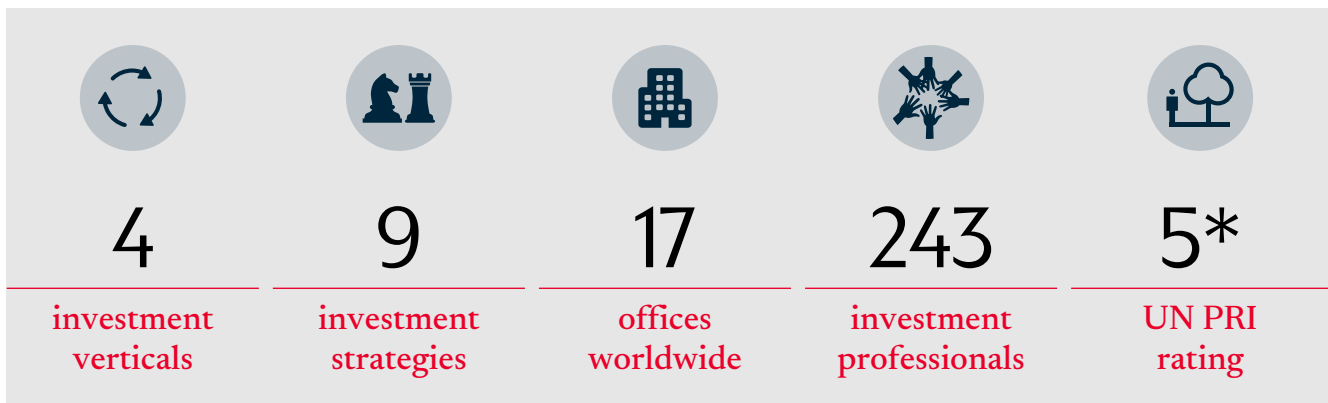 4
investment
verticals
9
investment
strategies
17
offices
worldwide
243
investment
professionals
5*
UN PRI
rating